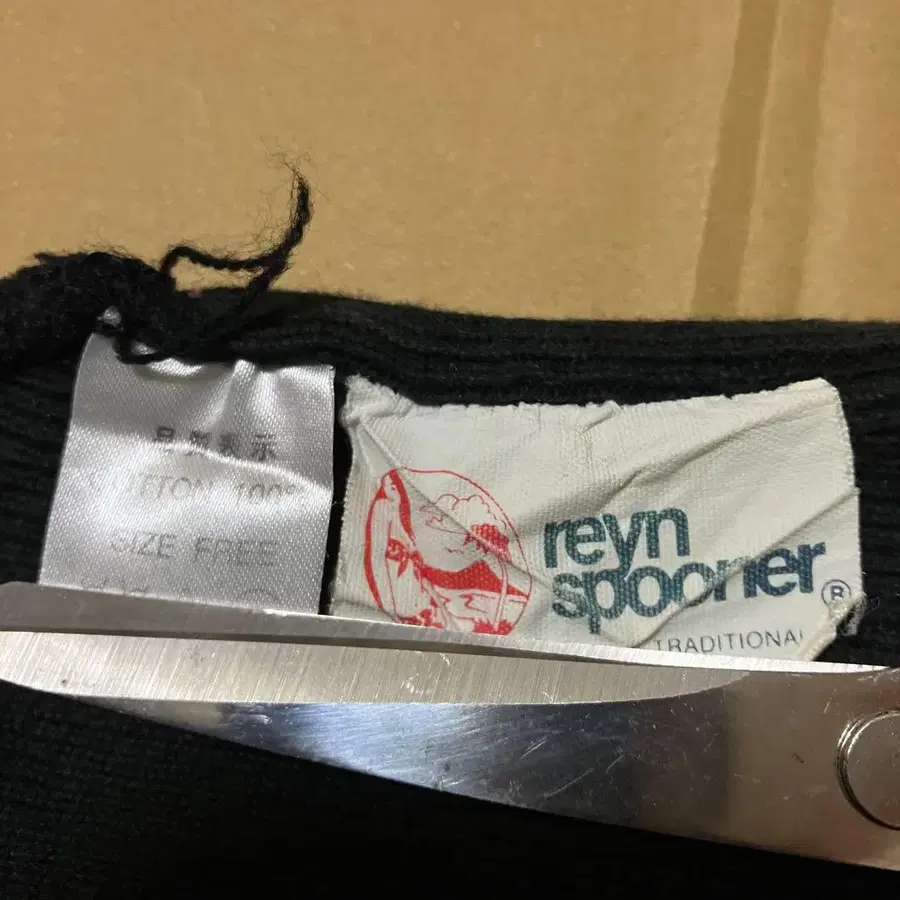 品質表示
COTTON 100%
SIZE FREE
reyn
spooner®
TRADITIONAL